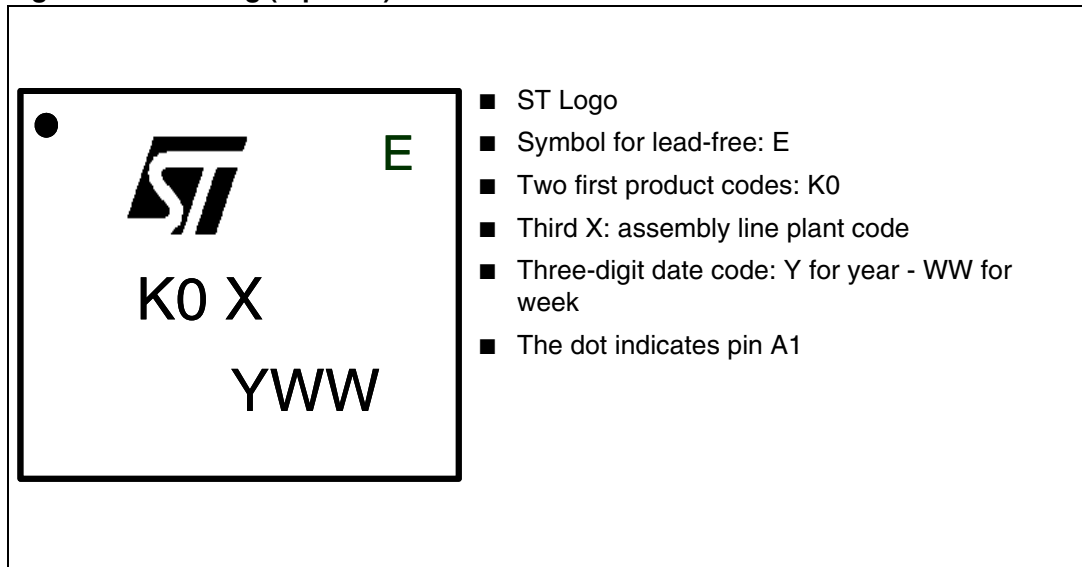 ST
E
K0 X
YWW
■ ST Logo
■ Symbol for lead-free: E
■ Two first product codes: K0
■ Third X: assembly line plant code
■ Three-digit date code: Y for year - WW for
week
■ The dot indicates pin A1